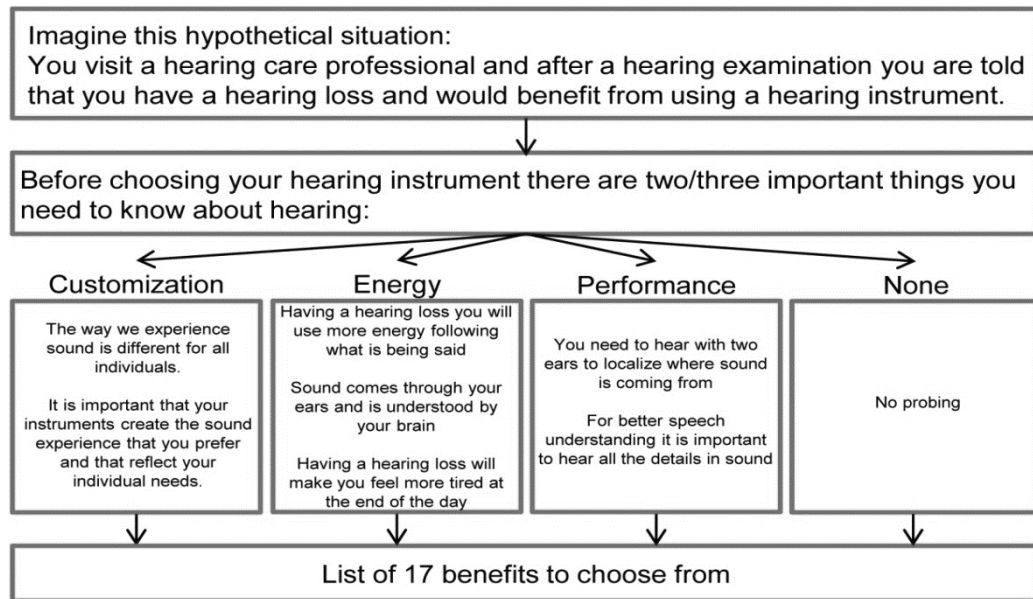 Imagine this hypothetical situation:
You visit a hearing care professional and after a hearing examination you are told
that you have a hearing loss and would benefit from using a hearing instrument.
Before choosing your hearing instrument there are two/three important things you
need to know about hearing:
Customization
The way we experience
sound is different for all
individuals.
It is important that your
instruments create the sound
experience that you prefer
and that reflect your
individual needs.
Energy
Having a hearing loss you will
use more energy following
what is being said
Sound comes through your
ears and is understood by
your brain
Having a hearing loss will
make you feel more tired at
the end of the day
Performance
You need to hear with two
ears to localize where sound
is coming from
For better speech
understanding it is important
to hear all the details in sound
None
No probing
List of 17 benefits to choose from